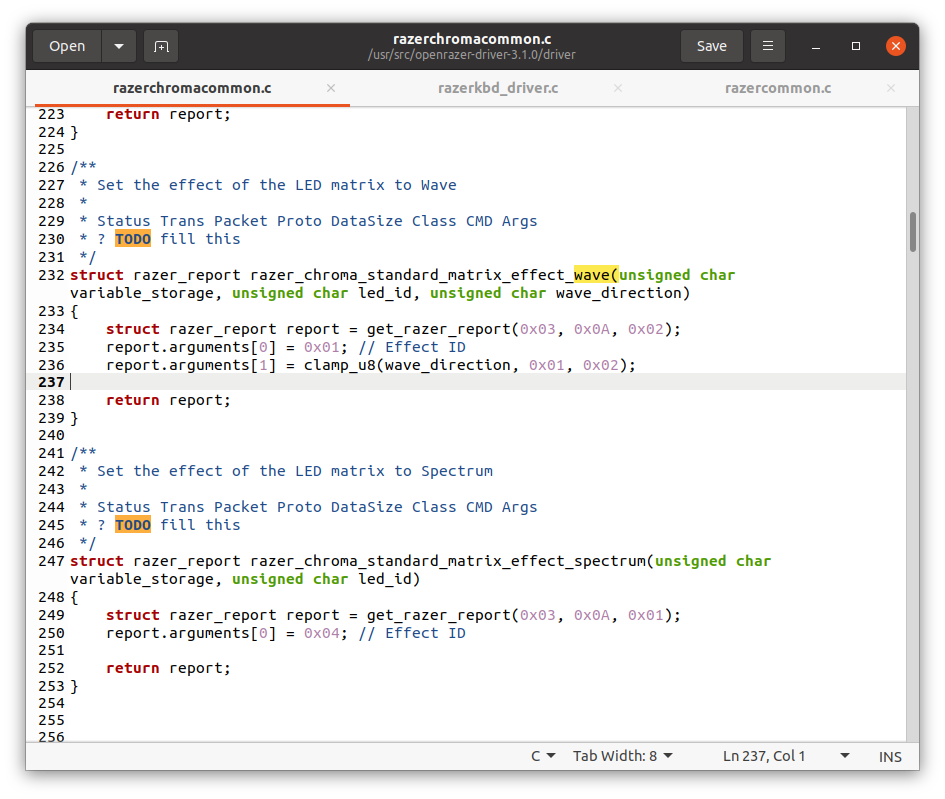 Open
razerchromacommon.c
/usr/src/openrazer-driver-3.1.0/driver
Save
razerchromacommon.c
razerkbd_driver.c
razercommon.c
223     return report;
224 }
225
226 /**
227  * Set the effect of the LED matrix to Wave
228  *
229  * Status Trans Packet Proto DataSize Class CMD Args
230  * ? TODO fill this
231  */
232 struct razer_report razer_chroma_standard_matrix_effect_wave(unsigned char
variable_storage, unsigned char led_id, unsigned char wave_direction)
233 {
234     struct razer_report report = get_razer_report(0x03, 0x0A, 0x02);
235     report.arguments[0] = 0x01; // Effect ID
236     report.arguments[1] = clamp_u8(wave_direction, 0x01, 0x02);
237
238     return report;
239 }
240
241 /**
242  * Set the effect of the LED matrix to Spectrum
243  *
244  * Status Trans Packet Proto DataSize Class CMD Args
245  * ? TODO fill this
246  */
247 struct razer_report razer_chroma_standard_matrix_effect_spectrum(unsigned char
variable_storage, unsigned char led_id)
248 {
249     struct razer_report report = get_razer_report(0x03, 0x0A, 0x01);
250     report.arguments[0] = 0x04; // Effect ID
251
252     return report;
253 }
254
255
256
C
Tab Width: 8
Ln 237, Col 1
INS